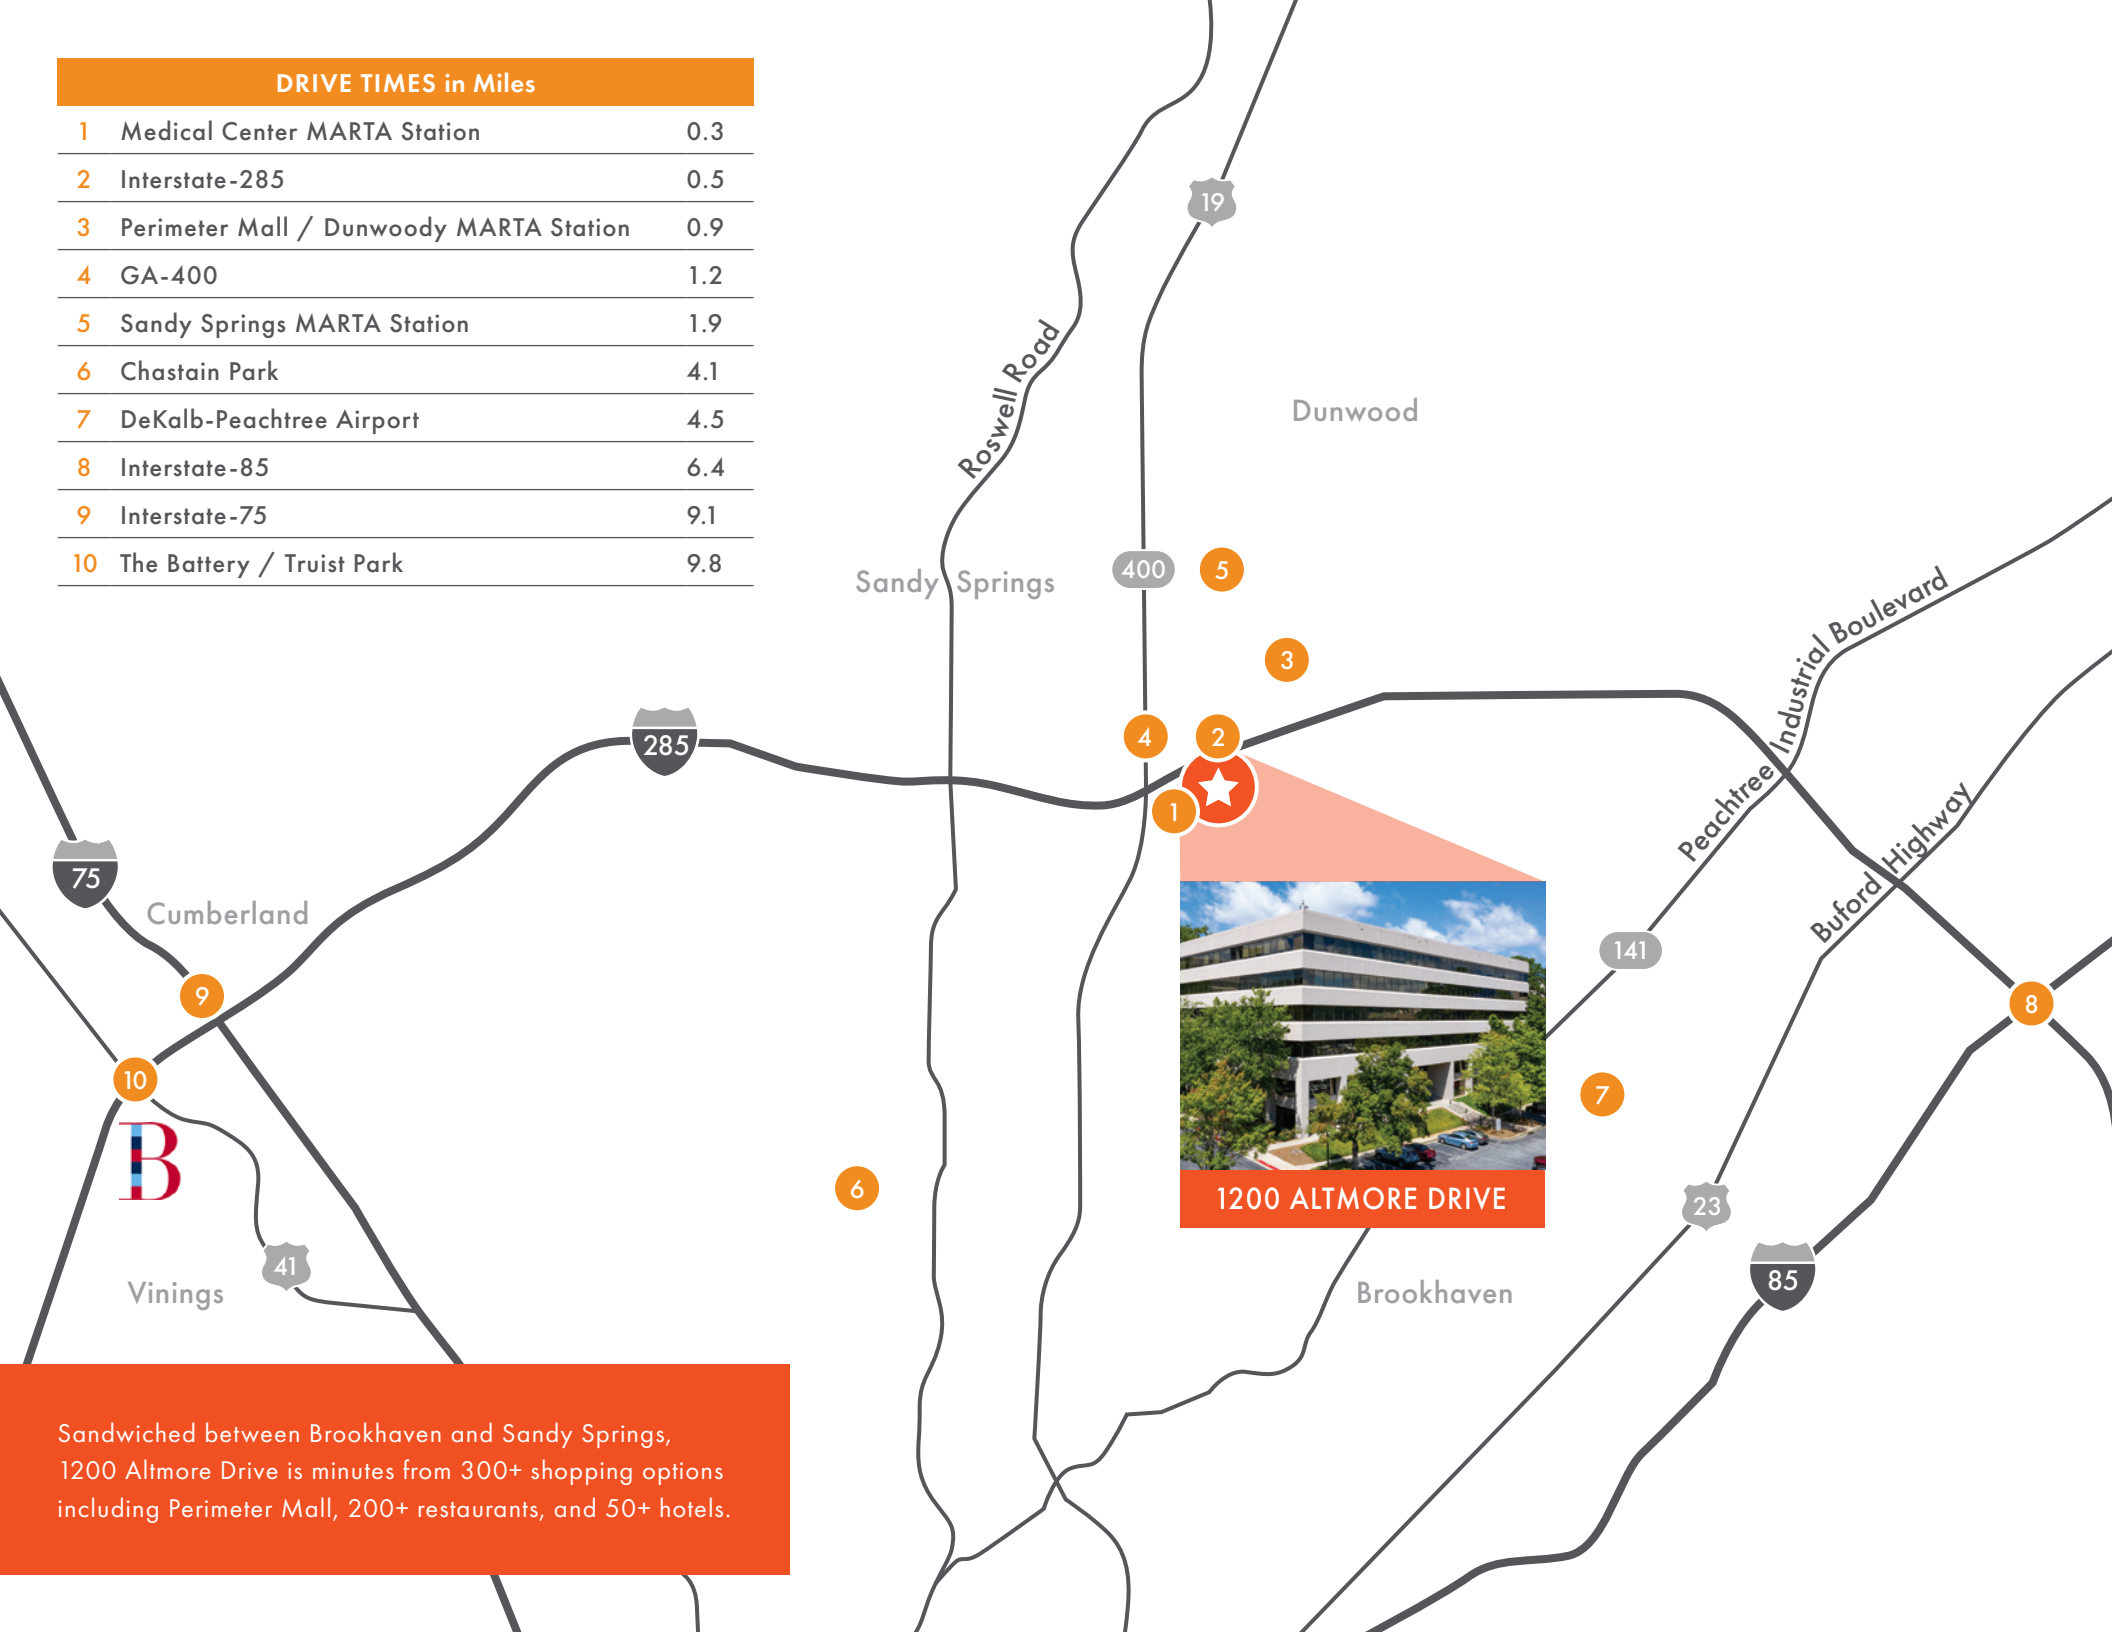 DRIVE TIMES in Miles
1 Medical Center MARTA Station 0.3
2 Interstate-285 0.5
3 Perimeter Mall / Dunwoody MARTA Station 0.9
4 GA-400 1.2
5 Sandy Springs MARTA Station 1.9
6 Chastain Park 4.1
7 DeKalb-Peachtree Airport 4.5
8 Interstate-85 6.4
9 Interstate-75 9.1
10 The Battery / Truist Park 9.8
19
Roswell Road
Dunwood
Sandy Springs
400
5
3
Peachtree Industrial Boulevard
4
2
285
1
75
Cumberland
Buford Highway
141
9
8
10
7
B
6
1200 ALTMORE DRIVE
23
41
85
Vinings
Brookhaven
Sandwiched between Brookhaven and Sandy Springs,
1200 Altmore Drive is minutes from 300+ shopping options
including Perimeter Mall, 200+ restaurants, and 50+ hotels.